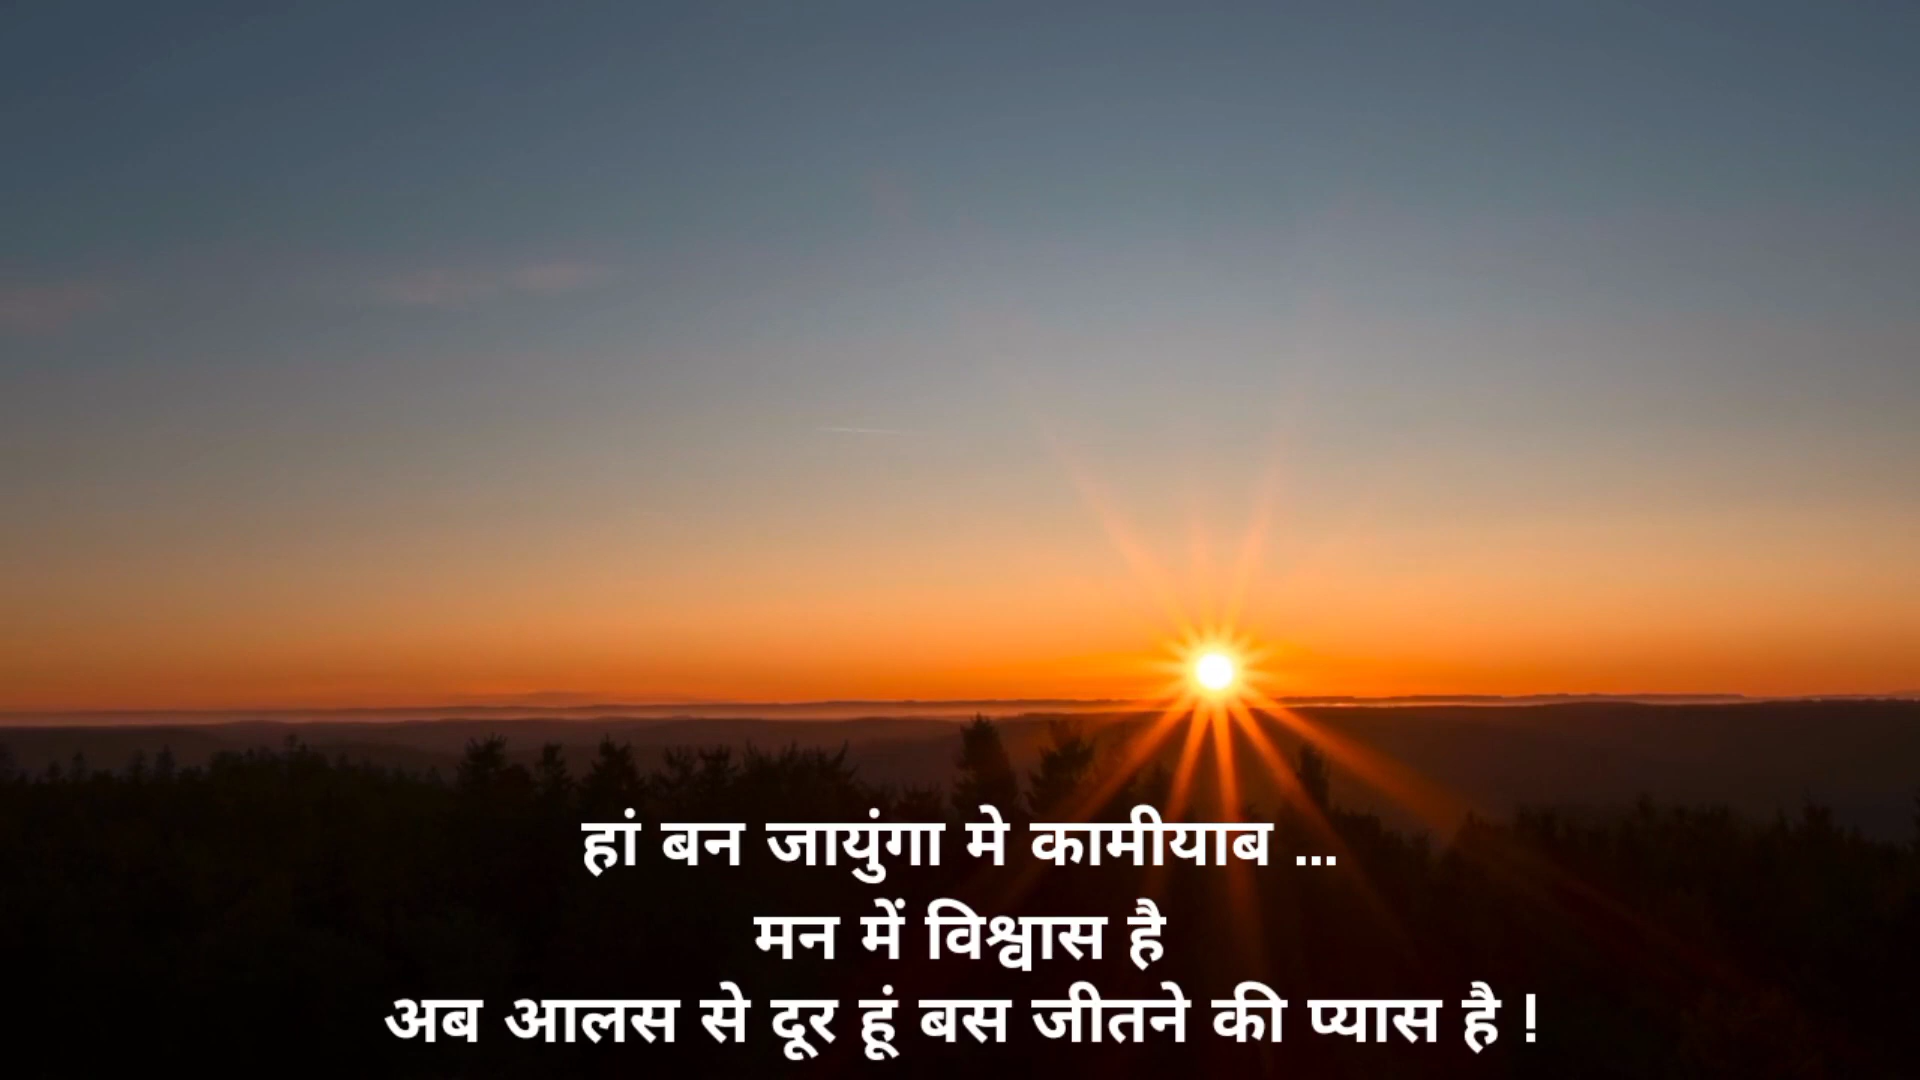 हां बन जायुंगा मे कामीयाब ...
मन में विश्वास है
अब आलस से दूर हूं बस जीतने की प्यास है !